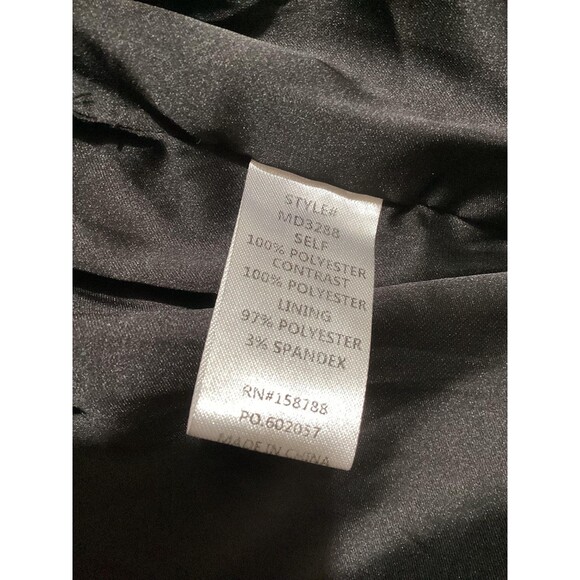 STYLE#
MD3288
SELF
100% POLYESTER
CONTRAST
100% POLYESTER
LINING
97% POLYESTER
3% SPANDEX
RN#158788
PO.602057
MADE IN CHINA